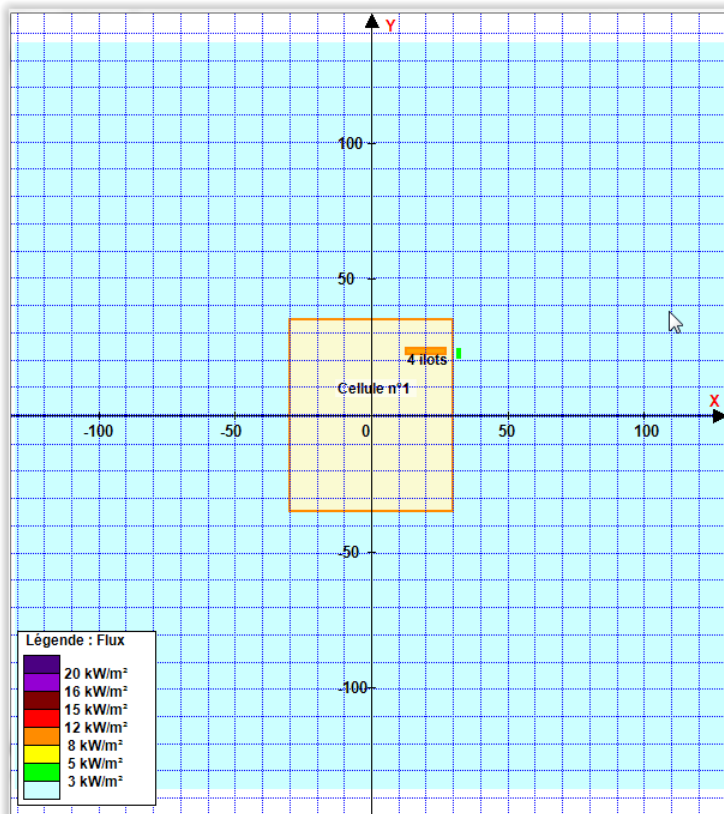 Y
100
50
4 ilots
Cellule n°1
X
-100
-50
0
50
100
-50
-100
Légende : Flux
20 kW/m²
16 kW/m²
15 kW/m²
12 kW/m²
8 kW/m²
5 kW/m²
3 kW/m²